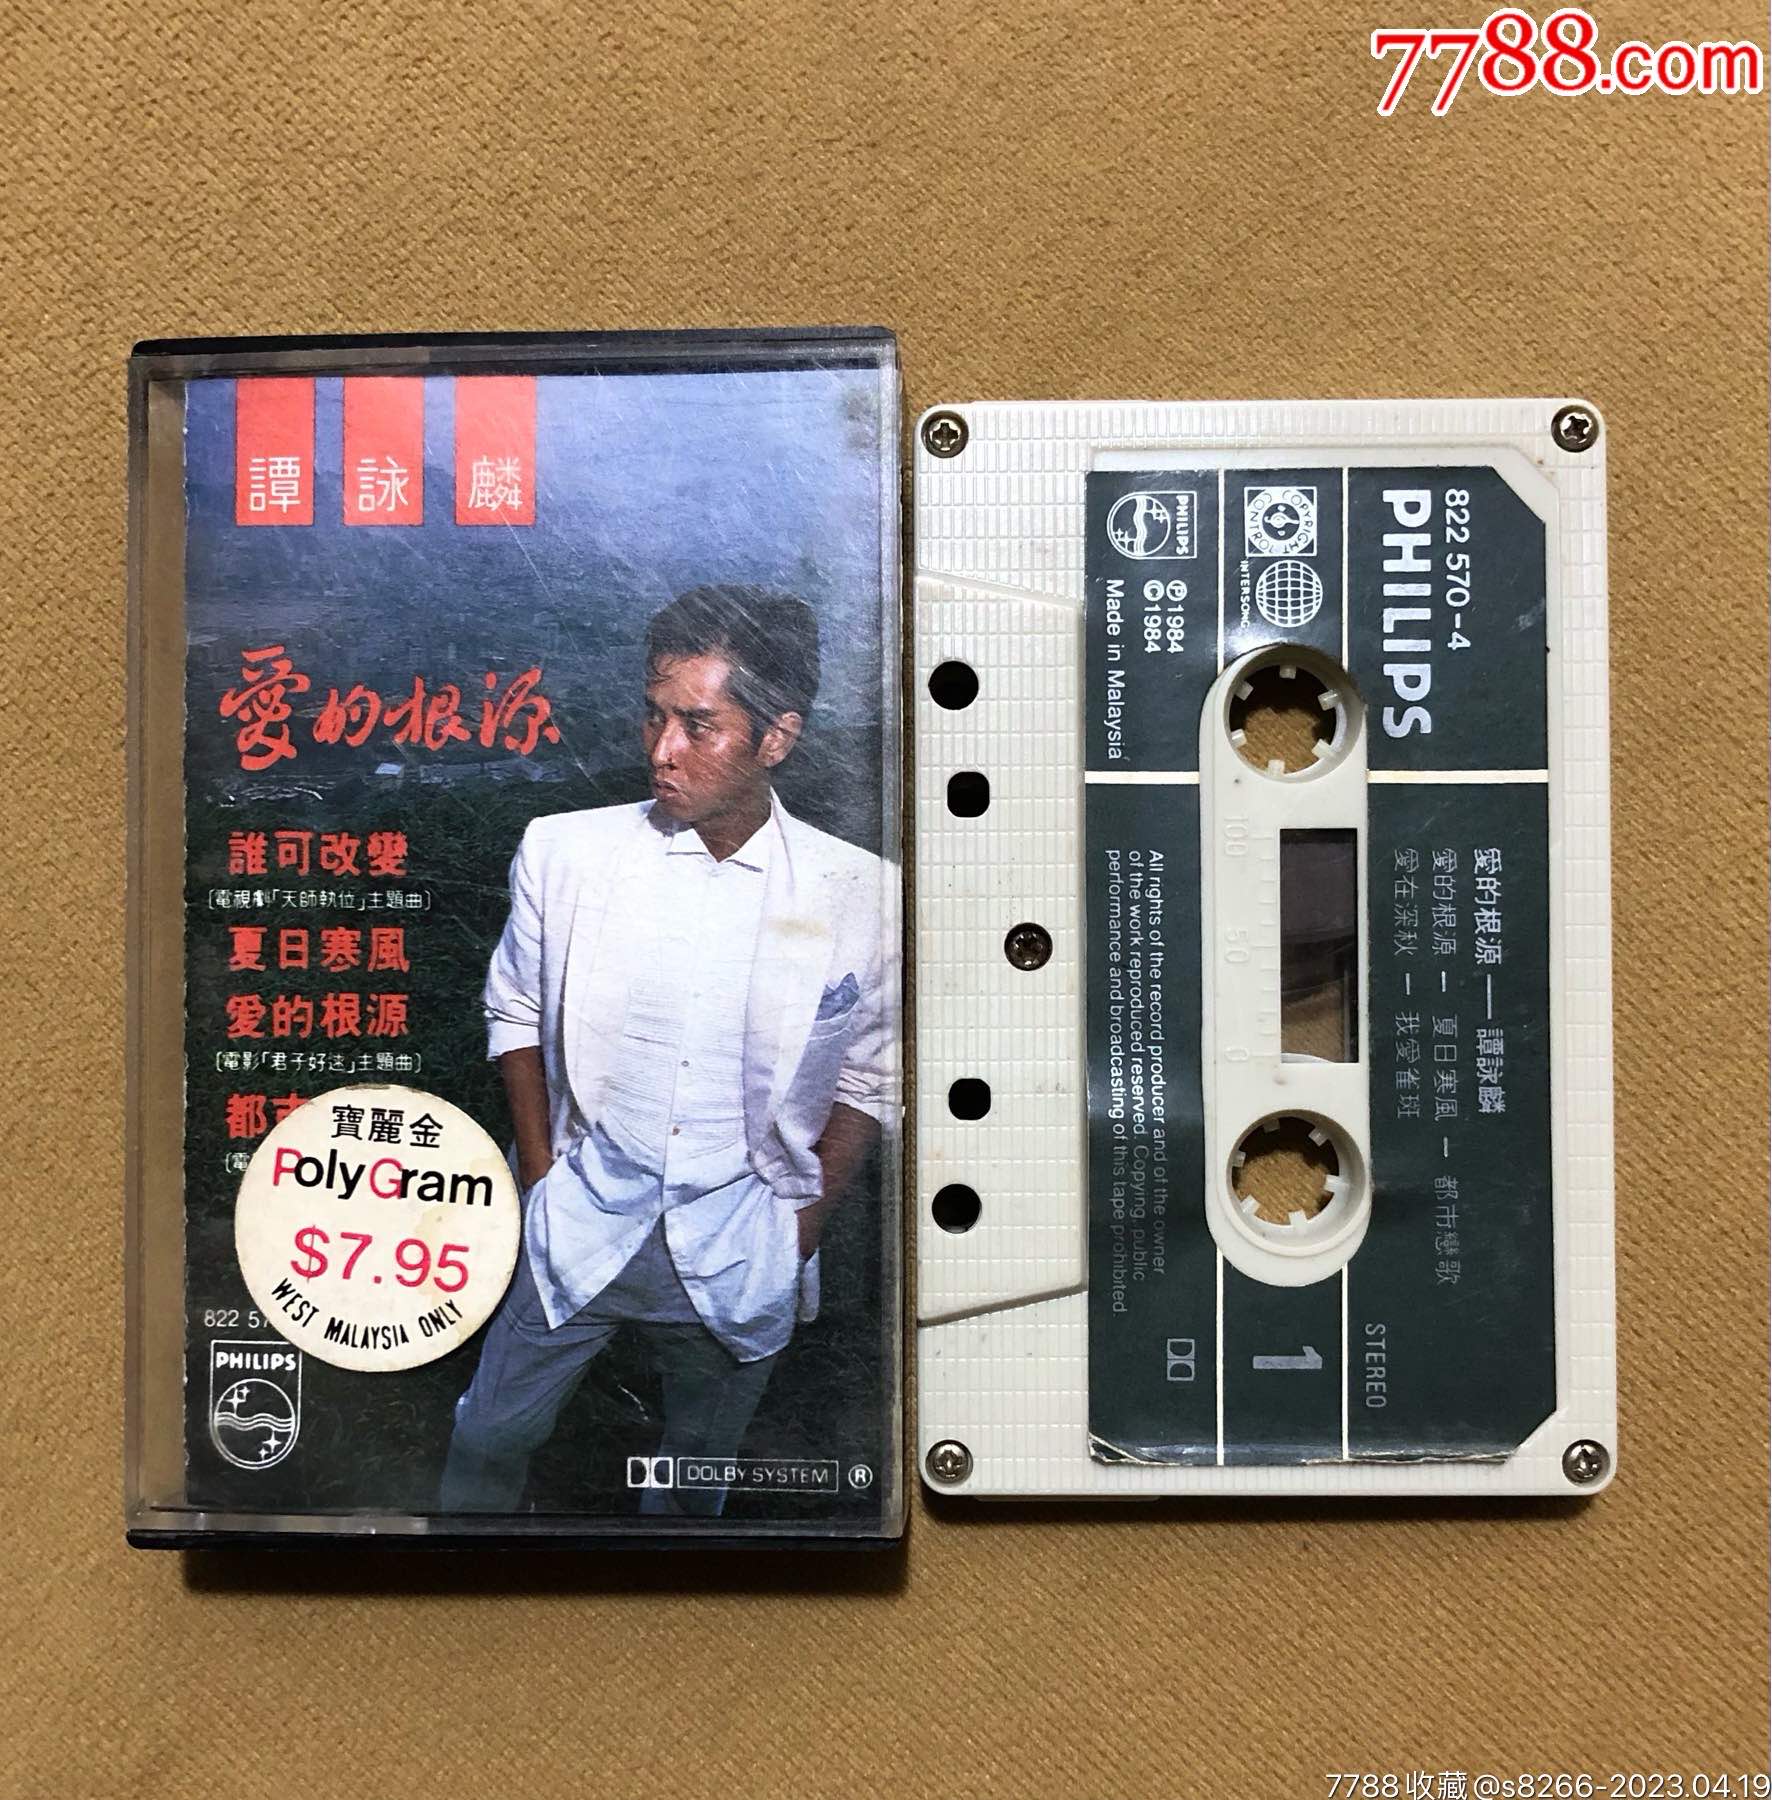 7788.com
譚詠麟
愛的根源
誰可改變
〔電視劇「天師執位」主題曲〕
夏日寒風
愛的根源
〔電影「君子好逑」主題曲〕
都市
寶麗金
PolyGram
$7.95
WEST MALAYSIA ONLY
822 57
PHILIPS
DOLBY SYSTEM ®
822 570-4
PHILIPS
COPYRIGHT CONTROL
INTERSONG
PHILIPS
℗1984
©1984
Made in Malaysia
愛的根源 —— 譚詠麟
愛的根源 — 夏日寒風 — 都市戀歌
愛在深秋 — 我愛雀斑
100 50 0
STEREO
1
All rights of the record producer and of the owner
of the work reproduced reserved. Copying, public
performance and broadcasting of this tape prohibited.
7788收藏@s8266-2023.04.19